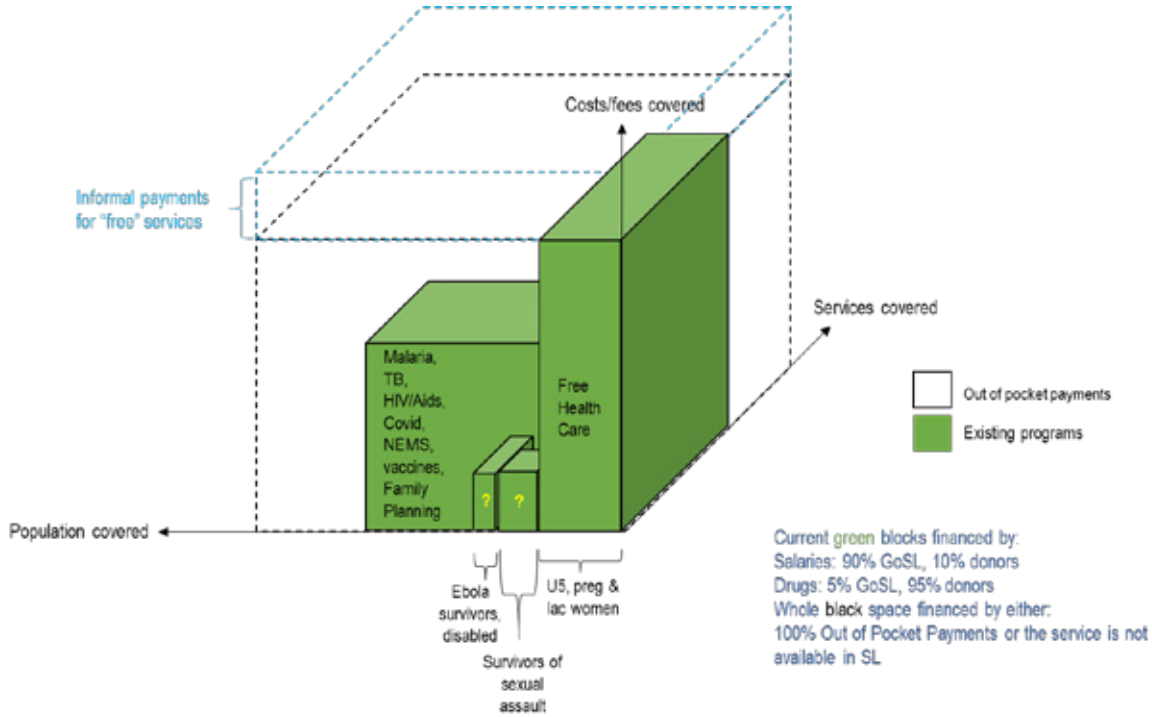 Costs/fees covered
Informal payments
for "free" services
Services covered
Malaria,
TB,
HIV/Aids,
Covid,
NEMS,
vaccines,
Family
Planning
Free
Health
Care
?
?
Out of pocket payments
Existing programs
Population covered
Ebola
survivors,
disabled
U5, preg &
lac women
Survivors of
sexual
assault
Current green blocks financed by:
Salaries: 90% GoSL, 10% donors
Drugs: 5% GoSL, 95% donors
Whole black space financed by either:
100% Out of Pocket Payments or the service is not
available in SL